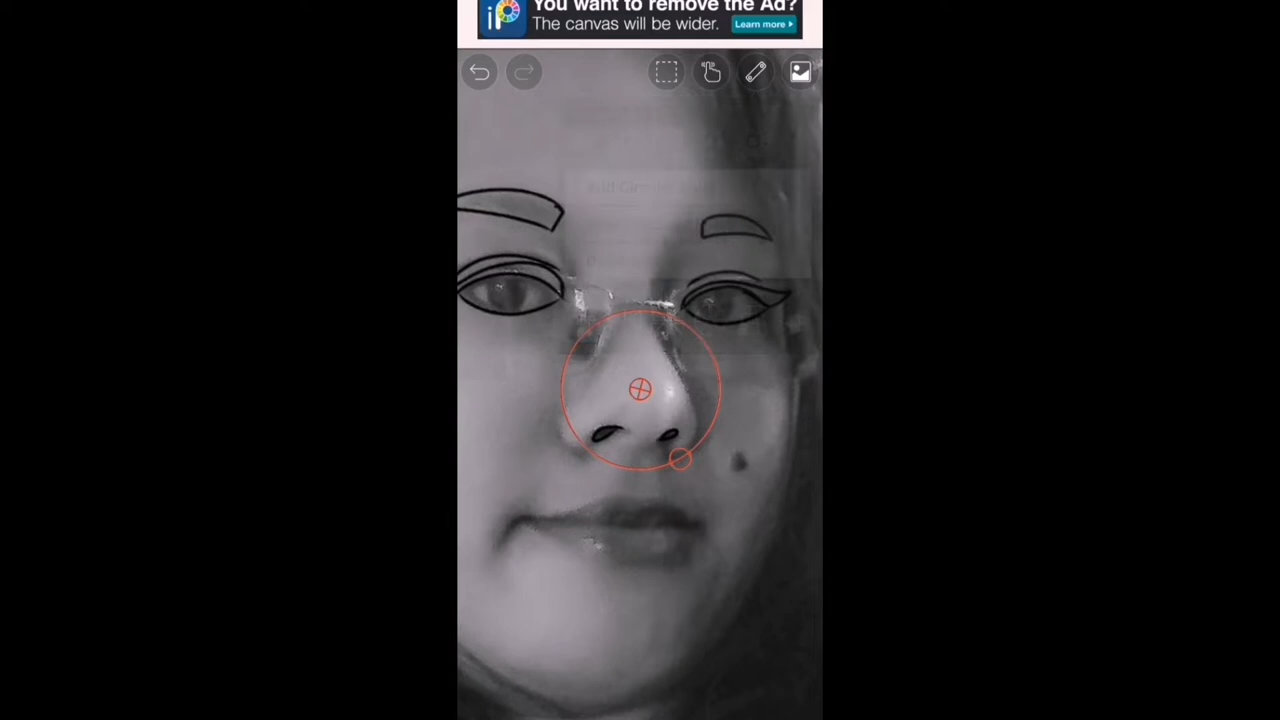 You want to remove the Ad?
The canvas will be wider.
Learn more